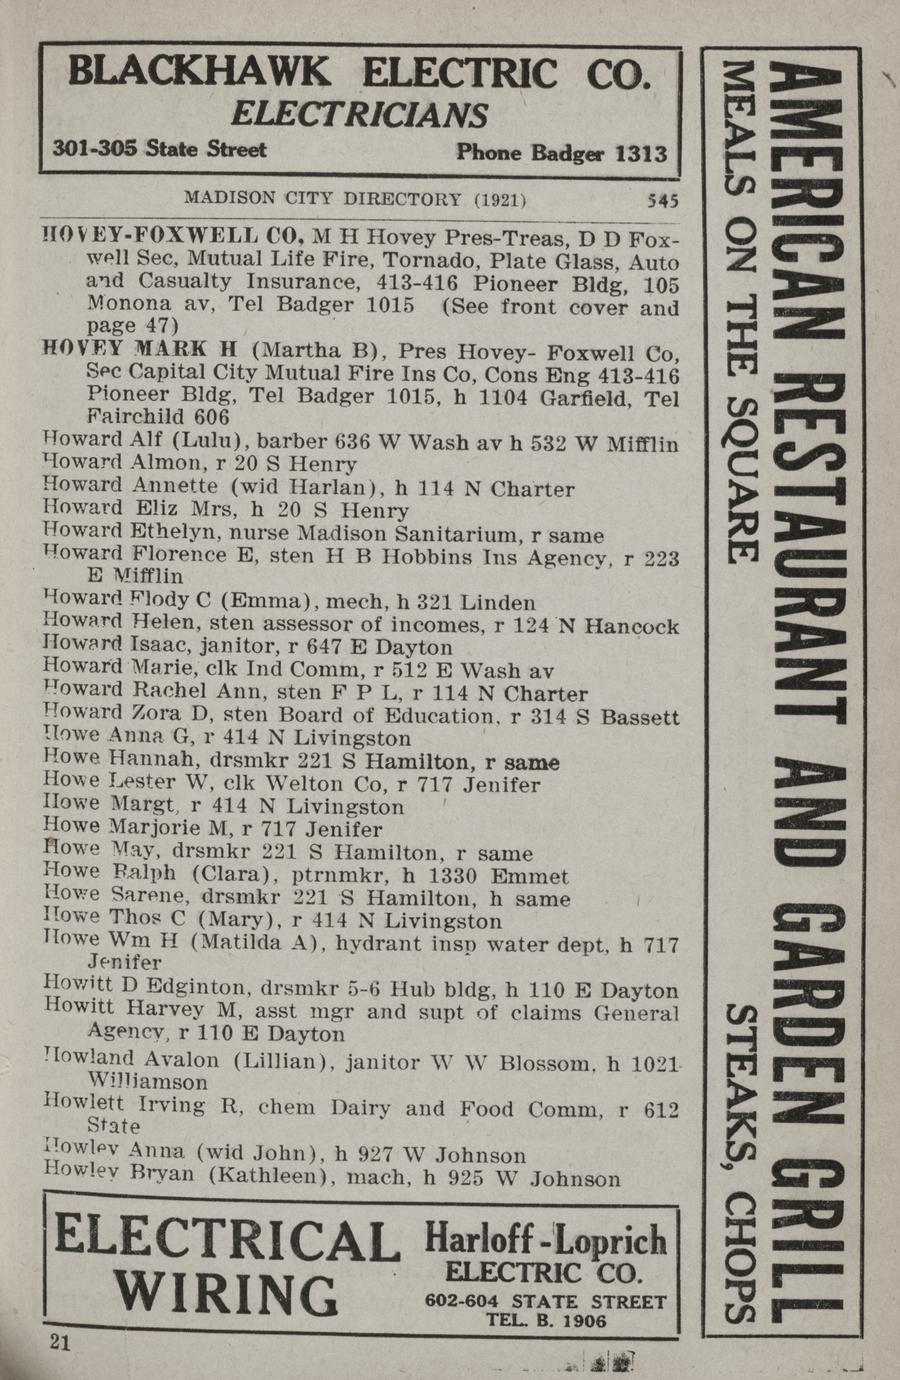 BLACKHAWK ELECTRIC CO.
ELECTRICIANS
301-305 State Street Phone Badger 1313
MADISON CITY DIRECTORY (1921) 545
HOVEY-FOXWELL CO, M H Hovey Pres-Treas, D D Fox-
well Sec, Mutual Life Fire, Tornado, Plate Glass, Auto
and Casualty Insurance, 413-416 Pioneer Bldg, 105
Monona av, Tel Badger 1015 (See front cover and
page 47)
HOVEY MARK H (Martha B), Pres Hovey- Foxwell Co,
Sec Capital City Mutual Fire Ins Co, Cons Eng 413-416
Pioneer Bldg, Tel Badger 1015, h 1104 Garfield, Tel
Fairchild 606
Howard Alf (Lulu), barber 636 W Wash av h 532 W Mifflin
Howard Almon, r 20 S Henry
Howard Annette (wid Harlan), h 114 N Charter
Howard Eliz Mrs, h 20 S Henry
Howard Ethelyn, nurse Madison Sanitarium, r same
Howard Florence E, sten H B Hobbins Ins Agency, r 223
E Mifflin
Howard Flody C (Emma), mech, h 321 Linden
Howard Helen, sten assessor of incomes, r 124 N Hancock
Howard Isaac, janitor, r 647 E Dayton
Howard Marie, clk Ind Comm, r 512 E Wash av
Howard Rachel Ann, sten F P L, r 114 N Charter
Howard Zora D, sten Board of Education, r 314 S Bassett
Howe Anna G, r 414 N Livingston
Howe Hannah, drsmkr 221 S Hamilton, r same
Howe Lester W, clk Welton Co, r 717 Jenifer
Howe Margt, r 414 N Livingston
Howe Marjorie M, r 717 Jenifer
Howe May, drsmkr 221 S Hamilton, r same
Howe Ralph (Clara), ptrnmkr, h 1330 Emmet
Howe Sarene, drsmkr 221 S Hamilton, h same
Howe Thos C (Mary), r 414 N Livingston
Howe Wm H (Matilda A), hydrant insp water dept, h 717
Jenifer
Howitt D Edginton, drsmkr 5-6 Hub bldg, h 110 E Dayton
Howitt Harvey M, asst mgr and supt of claims General
Agency, r 110 E Dayton
Howland Avalon (Lillian), janitor W W Blossom, h 1021
Williamson
Howlett Irving R, chem Dairy and Food Comm, r 612
State
Howley Anna (wid John), h 927 W Johnson
Howley Bryan (Kathleen), mach, h 925 W Johnson
ELECTRICAL
WIRING
Harloff-Loprich
ELECTRIC CO.
602-604 STATE STREET
TEL. B. 1906
21
AMERICAN RESTAURANT AND GARDEN GRILL
MEALS ON THE SQUARE STEAKS, CHOPS